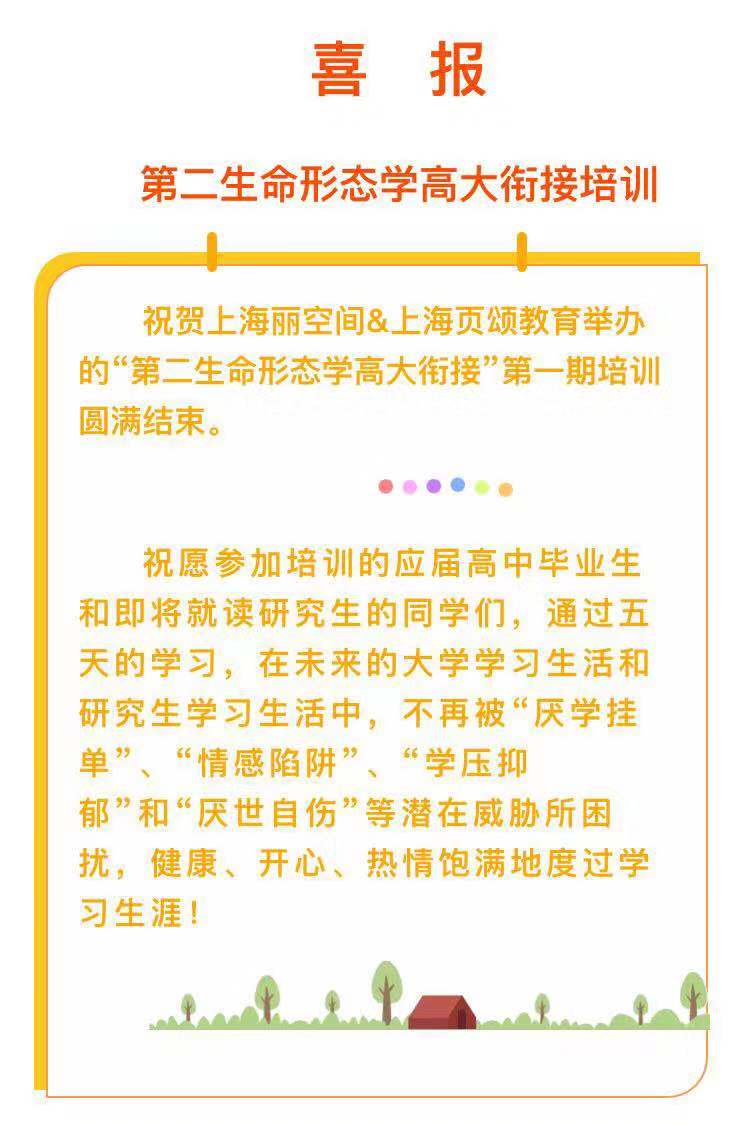 喜 报
第二生命形态学高大衔接培训
祝贺上海丽空间&上海页颂教育举办
的“第二生命形态学高大衔接”第一期培训
圆满结束。
祝愿参加培训的应届高中毕业生
和即将就读研究生的同学们，通过五
天的学习，在未来的大学学习生活和
研究生学习生活中，不再被“厌学挂
单”、“情感陷阱”、“学压抑
郁”和“厌世自伤”等潜在威胁所困
扰，健康、开心、热情饱满地度过学
习生涯！